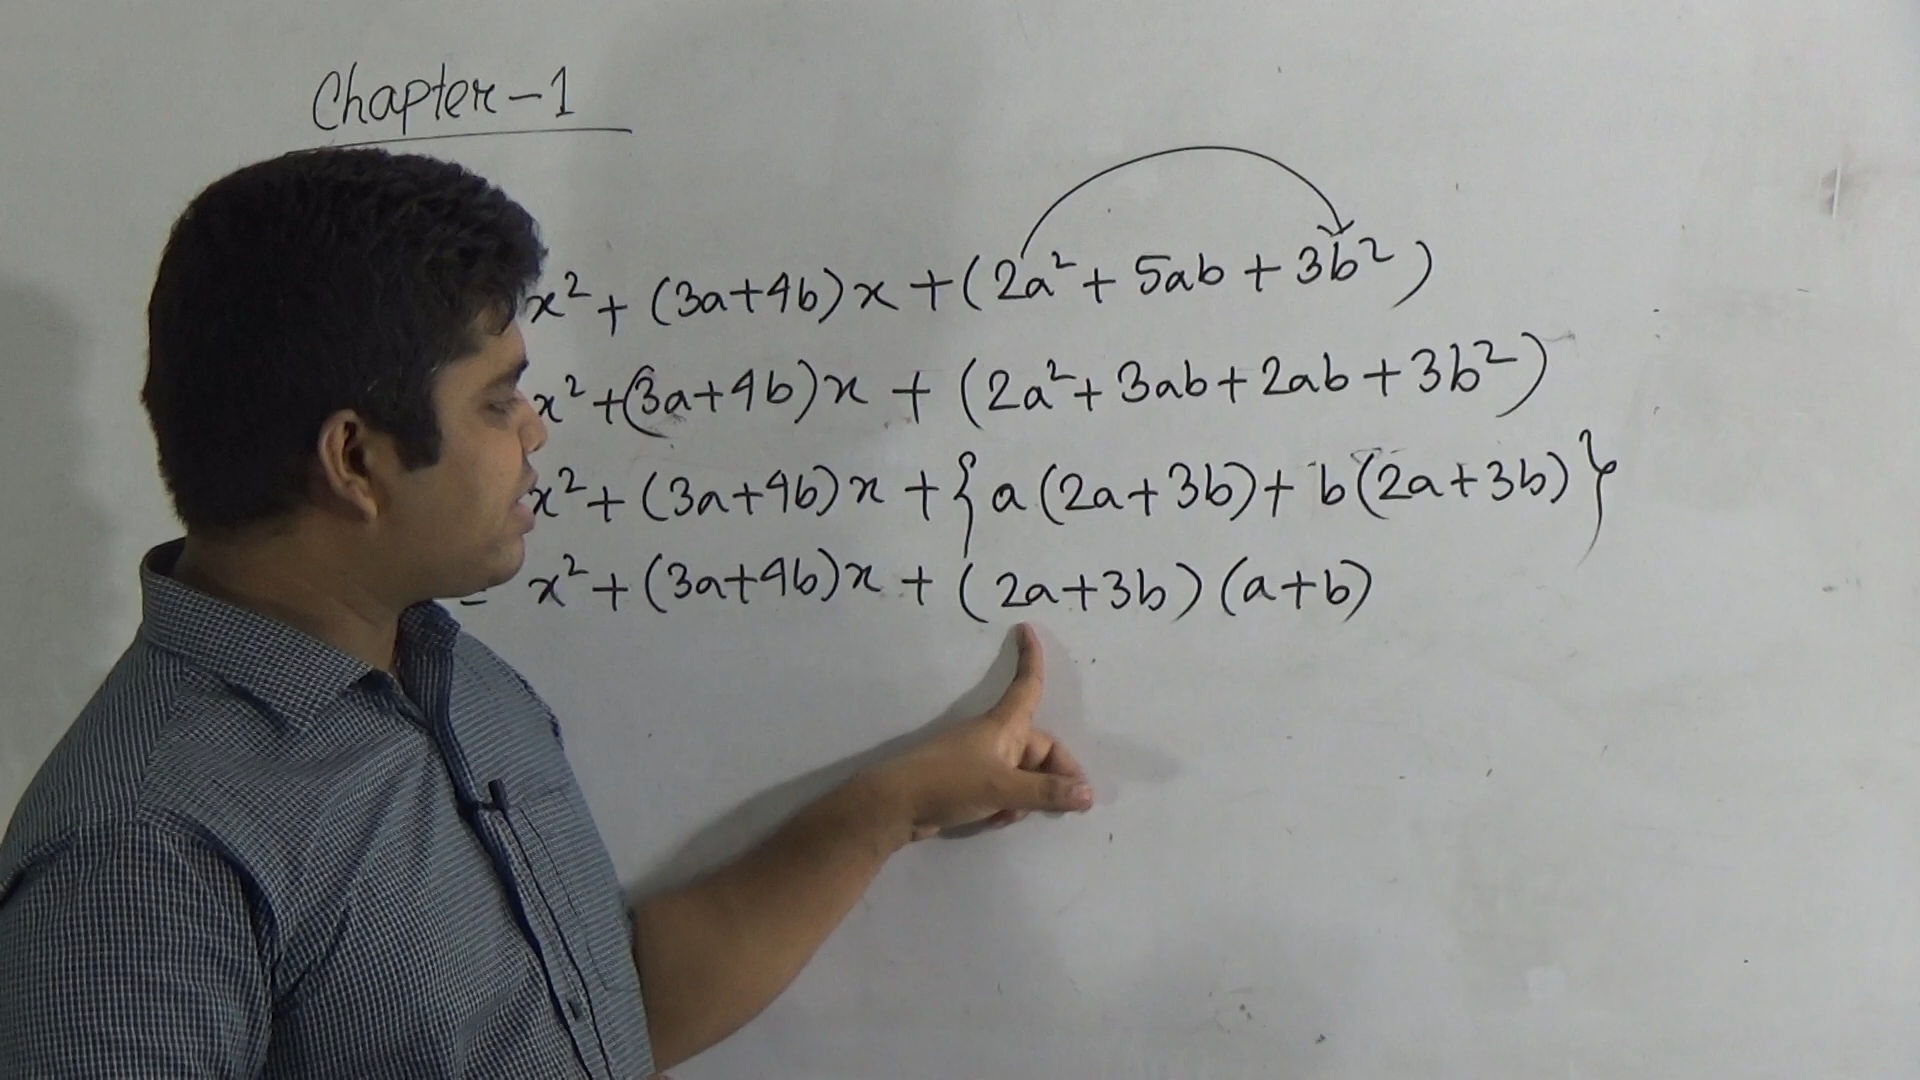 Chapter-1
x² + (3a+4b)x + (2a² + 5ab + 3b²)
x² + (3a+4b)x + (2a² + 3ab + 2ab + 3b²)
x² + (3a+4b)x + {a(2a+3b) + b(2a+3b)}
= x² + (3a+4b)x + (2a+3b)(a+b)